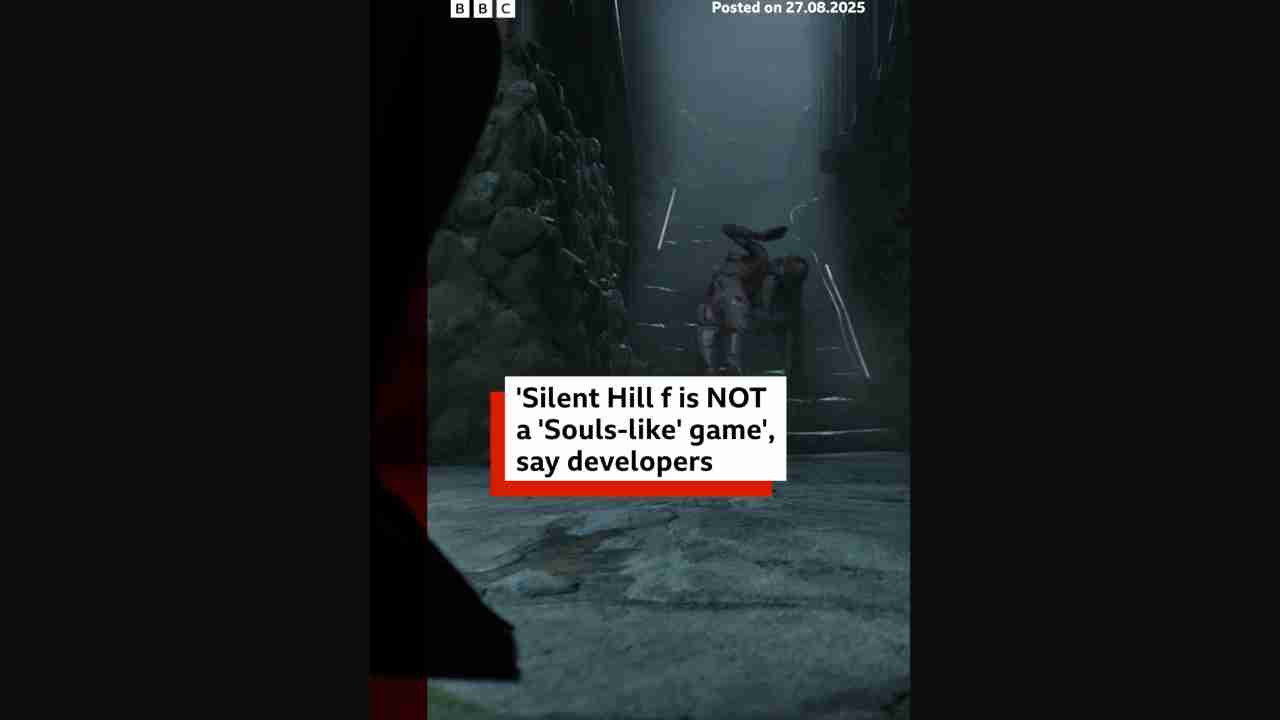 BBC
Posted on 27.08.2025
'Silent Hill f is NOT
a 'Souls-like' game',
say developers